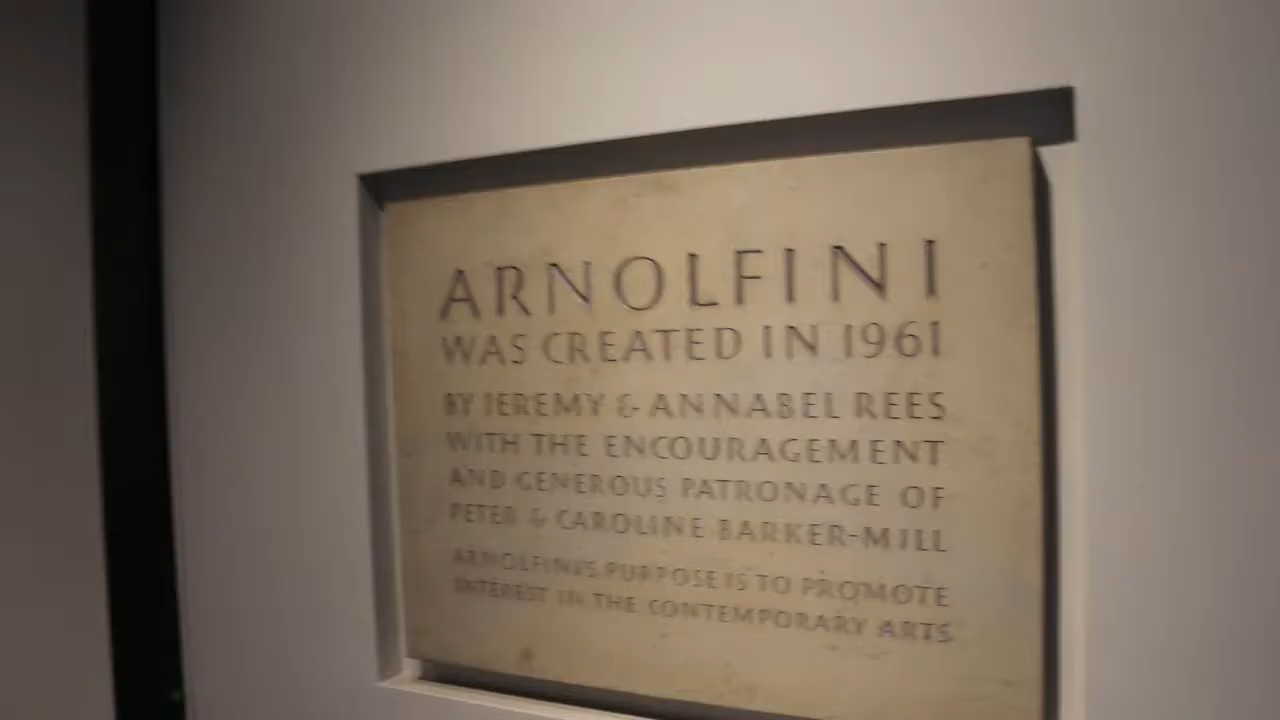 ARNOLFINI
WAS CREATED IN 1961
BY JEREMY & ANNABEL REES
WITH THE ENCOURAGEMENT
AND GENEROUS PATRONAGE OF
PETER & CAROLINE BARKER-MILL
ARNOLFINI'S PURPOSE IS TO PROMOTE
INTEREST IN THE CONTEMPORARY ARTS